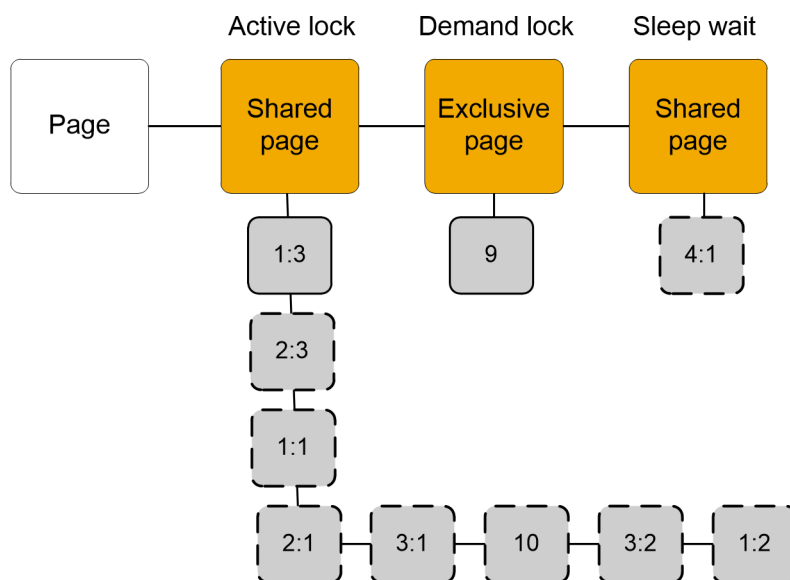 Active lock
Demand lock
Sleep wait
Page
Shared
page
Exclusive
page
Shared
page
1:3
9
4:1
2:3
1:1
2:1
3:1
10
3:2
1:2